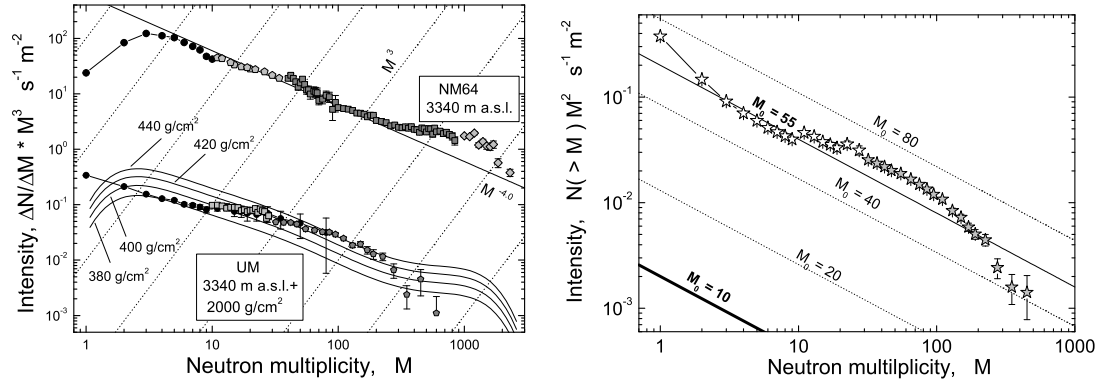 Intensity, ΔN/ΔM * M³ s⁻¹ m⁻²
10²
10¹
10⁰
10⁻¹
10⁻²
10⁻³
M ³
NM64
3340 m a.s.l.
440 g/cm²
420 g/cm²
M ⁻⁴·⁰
400 g/cm²
380 g/cm²
UM
3340 m a.s.l.+
2000 g/cm²
1 10 100 1000
Neutron multiplicity, M
Intensity, N( > M ) M² s⁻¹ m⁻²
10⁻¹
10⁻²
10⁻³
M₀ = 55
M₀ = 80
M₀ = 40
M₀ = 20
M₀ = 10
1 10 100 1000
Neutron multilplicity, M